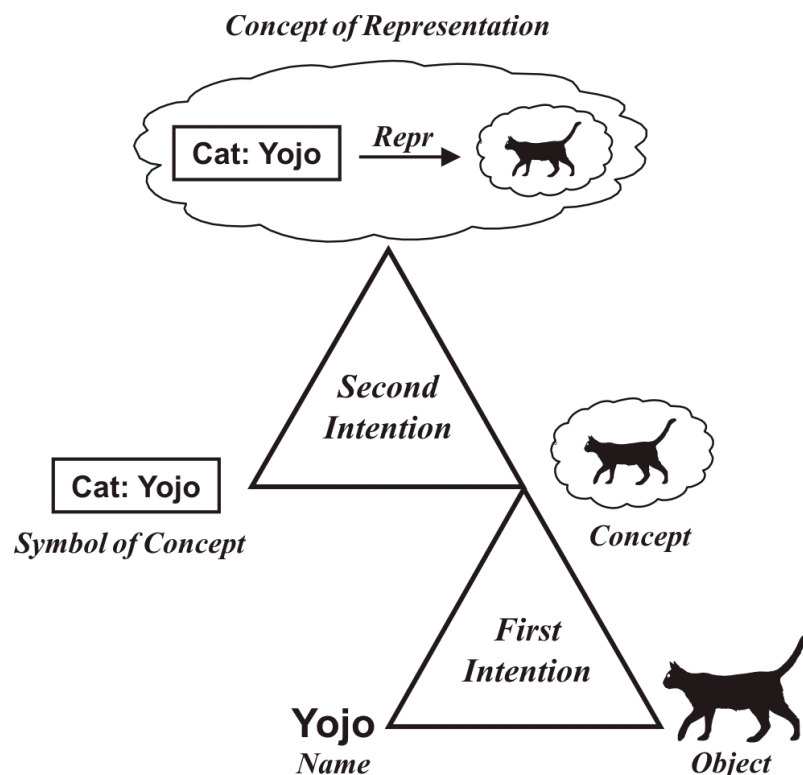 Concept of Representation
Cat: Yojo
Repr
Second
Intention
Cat: Yojo
Symbol of Concept
Concept
First
Intention
Yojo
Name
Object